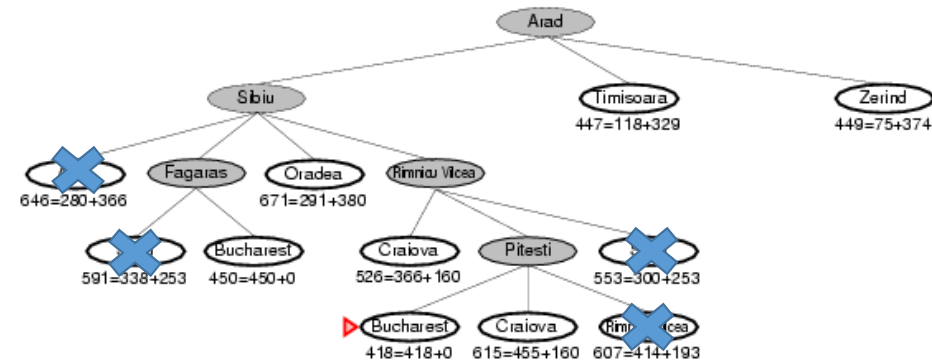 Arad
Sibiu
Timisoara
Zerind
447=118+329
449=75+374
Fagaras
Oradea
Rimnicu Vilcea
646=280+366
671=291+380
Bucharest
Craiova
Pitesti
591=338+253
450=450+0
526=366+160
553=300+253
Bucharest
Craiova
418=418+0
615=455+160
607=414+193